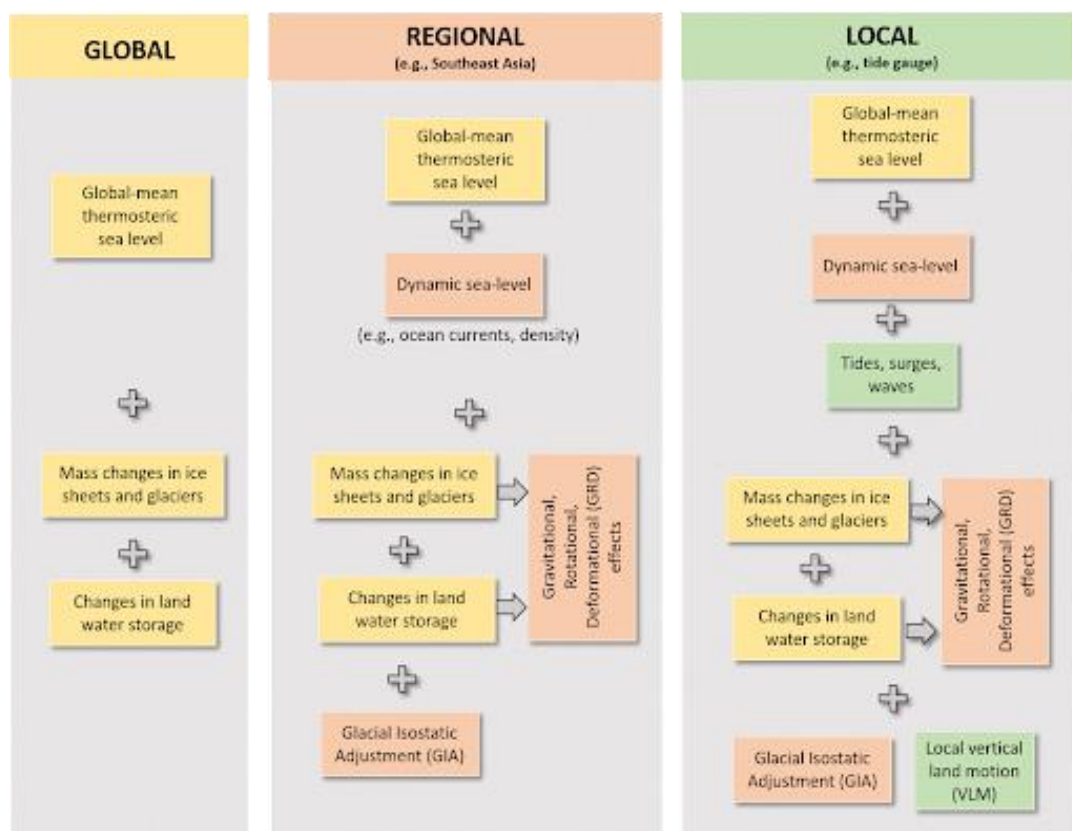 GLOBAL
Global-mean
thermosteric
sea level
Mass changes in ice
sheets and glaciers
Changes in land
water storage
REGIONAL
(e.g., Southeast Asia)
Global-mean
thermosteric
sea level
Dynamic sea-level
(e.g., ocean currents, density)
Mass changes in ice
sheets and glaciers
Changes in land
water storage
Gravitational,
Rotational,
Deformational (GRD)
effects
Glacial Isostatic
Adjustment (GIA)
LOCAL
(e.g., tide gauge)
Global-mean
thermosteric
sea level
Dynamic sea-level
Tides, surges,
waves
Mass changes in ice
sheets and glaciers
Changes in land
water storage
Gravitational,
Rotational,
Deformational (GRD)
effects
Glacial Isostatic
Adjustment (GIA)
Local vertical
land motion
(VLM)